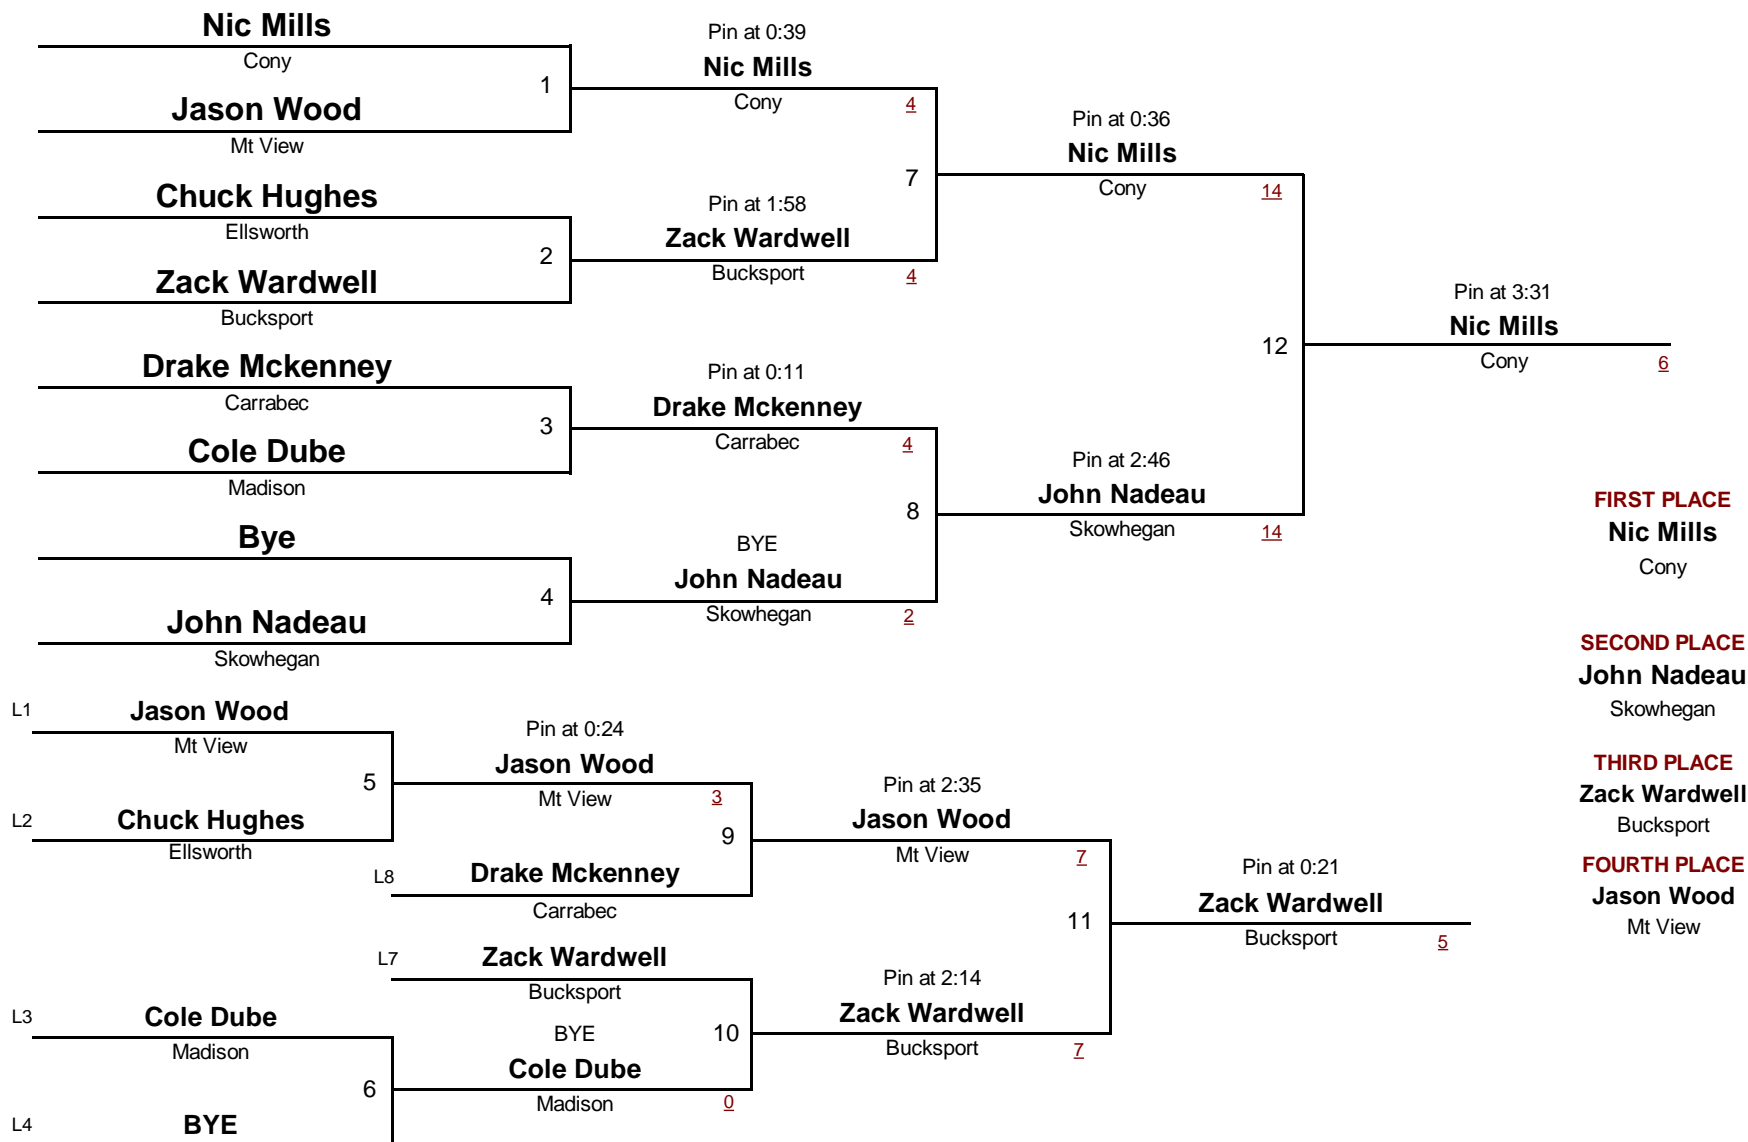 Nic Mills
Cony
1
Jason Wood
Mt View
Chuck Hughes
Ellsworth
2
Zack Wardwell
Bucksport
Drake Mckenney
Carrabec
3
Cole Dube
Madison
Bye
4
John Nadeau
Skowhegan
Pin at 0:39
Nic Mills
Cony
4
7
Pin at 1:58
Zack Wardwell
Bucksport
4
Pin at 0:11
Drake Mckenney
Carrabec
4
8
BYE
John Nadeau
Skowhegan
2
Pin at 0:36
Nic Mills
Cony
14
12
Pin at 2:46
John Nadeau
Skowhegan
14
Pin at 3:31
Nic Mills
Cony
6
FIRST PLACE
Nic Mills
Cony
SECOND PLACE
John Nadeau
Skowhegan
THIRD PLACE
Zack Wardwell
Bucksport
FOURTH PLACE
Jason Wood
Mt View
L1
Jason Wood
Mt View
5
L2
Chuck Hughes
Ellsworth
Pin at 0:24
Jason Wood
Mt View
3
9
L8
Drake Mckenney
Carrabec
L7
Zack Wardwell
Bucksport
10
L3
Cole Dube
Madison
6
L4
BYE
BYE
Cole Dube
Madison
0
Pin at 2:35
Jason Wood
Mt View
7
11
Pin at 2:14
Zack Wardwell
Bucksport
7
Pin at 0:21
Zack Wardwell
Bucksport
5